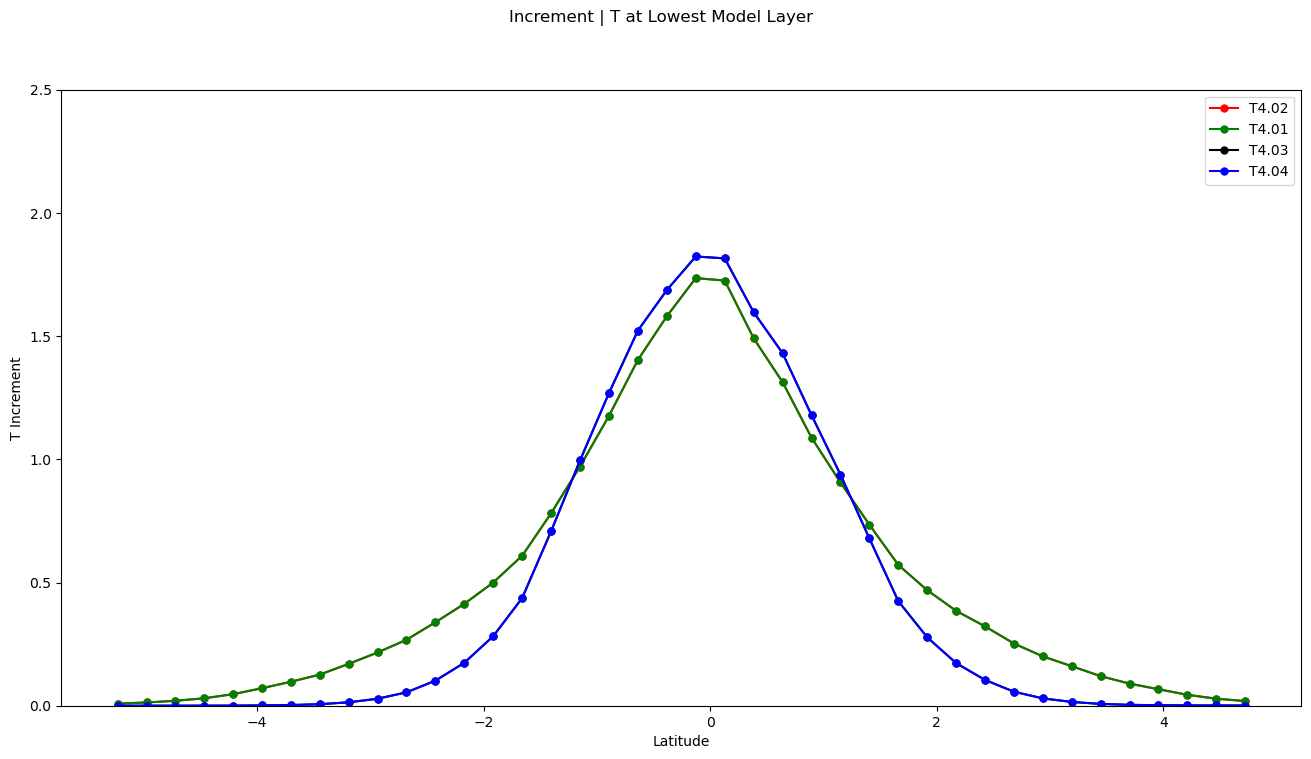 Increment | T at Lowest Model Layer
2.5
2.0
1.5
1.0
0.5
0.0
T Increment
−4
−2
0
2
4
Latitude
T4.02
T4.01
T4.03
T4.04